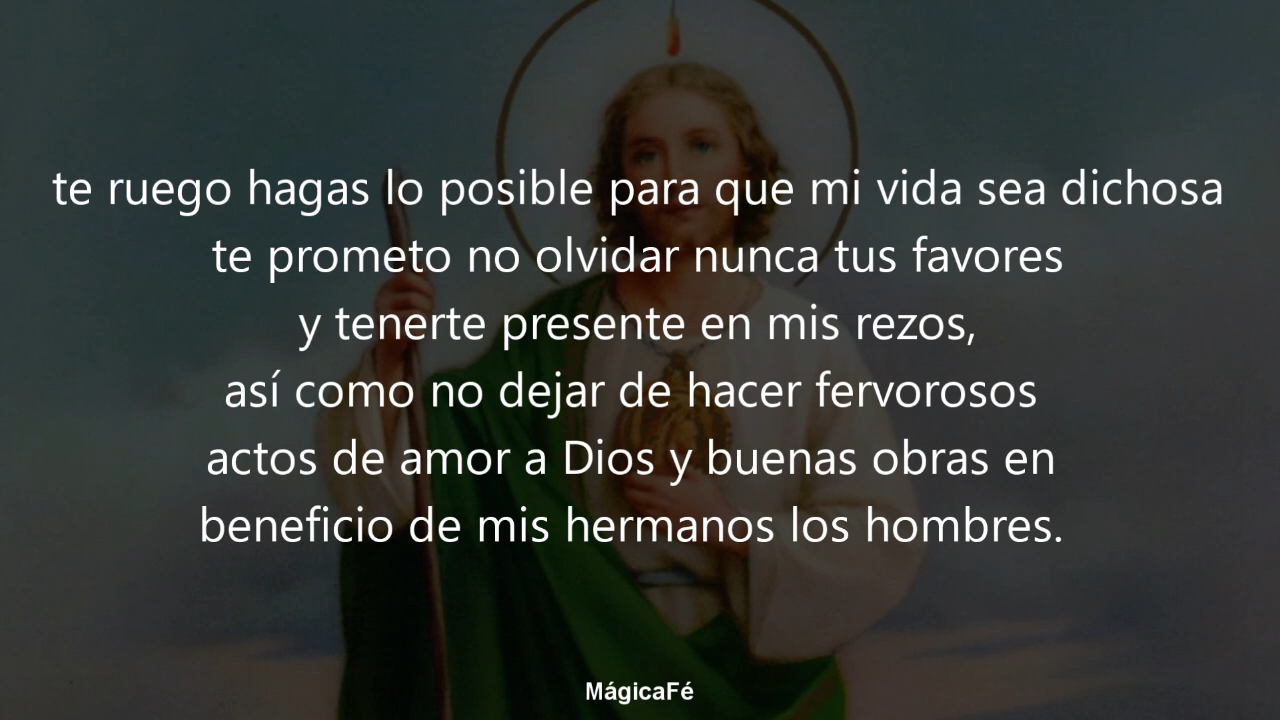 te ruego hagas lo posible para que mi vida sea dichosa
te prometo no olvidar nunca tus favores
y tenerte presente en mis rezos,
así como no dejar de hacer fervorosos
actos de amor a Dios y buenas obras en
beneficio de mis hermanos los hombres.
MágicaFé